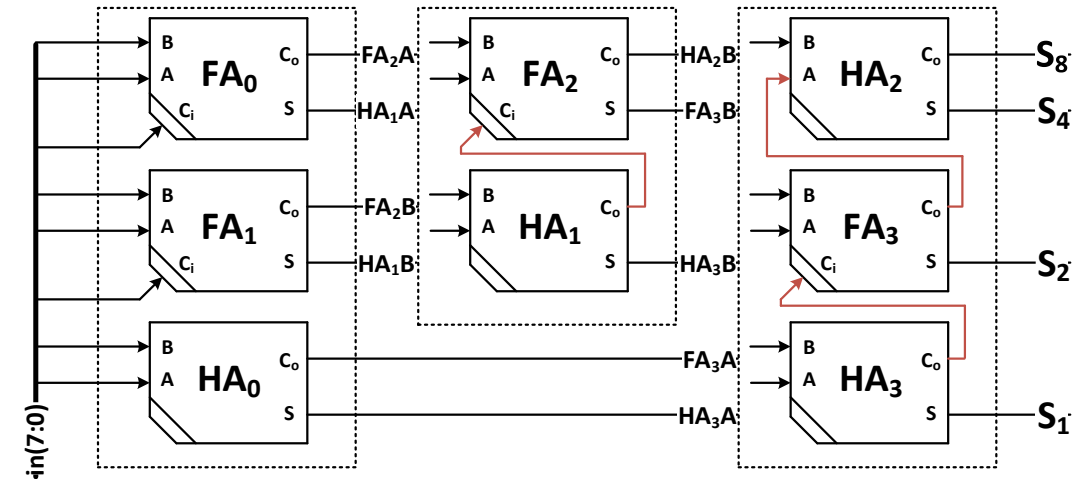 B
A
FA₀
Cᵢ
Cₒ
S
FA₂A
HA₁A
B
A
FA₁
Cᵢ
Cₒ
S
FA₂B
HA₁B
B
A
HA₀
Cₒ
S
in(7:0)
B
A
FA₂
Cᵢ
Cₒ
S
HA₂B
FA₃B
B
A
HA₁
Cₒ
S
HA₃B
FA₃A
HA₃A
B
A
HA₂
Cₒ
S
S₈
S₄
B
A
FA₃
Cᵢ
Cₒ
S
S₂
B
A
HA₃
Cₒ
S
S₁